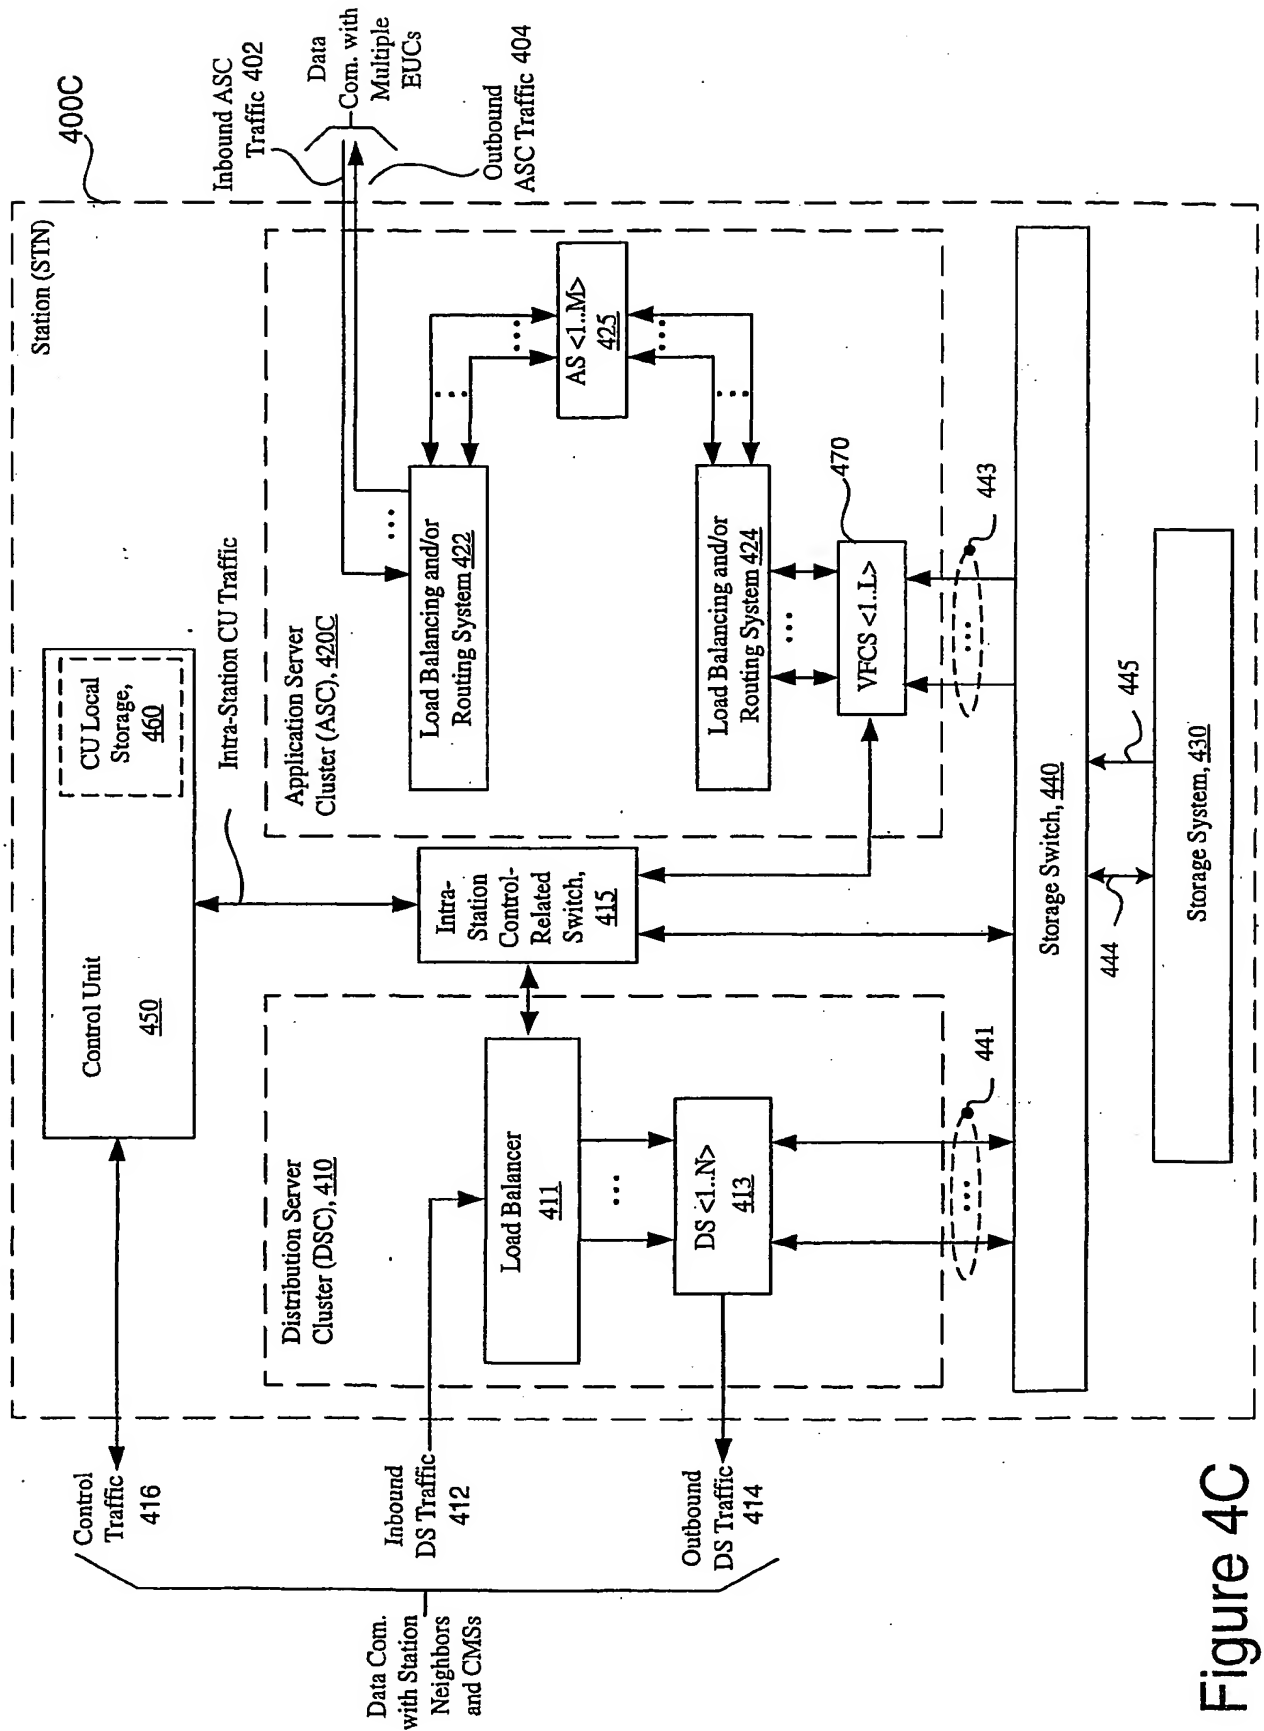 Station (STN)
400C
Control Unit
450
CU Local
Storage,
460
Control
Traffic
416
Intra-Station CU Traffic
Inbound ASC
Traffic 402
Data
Com. with
Multiple
EUCs
Outbound
ASC Traffic 404
Data Com.
with Station
Neighbors
and CMSs
Inbound
DS Traffic
412
Outbound
DS Traffic
414
Distribution Server
Cluster (DSC), 410
Load Balancer
411
...
DS <1..N>
413
Intra-
Station
Control-
Related
Switch,
415
Application Server
Cluster (ASC), 420C
Load Balancing and/or
Routing System 422
...
...
...
AS <1..M>
425
...
...
Load Balancing and/or
Routing System 424
...
VFCS <1..L>
470
...
441
...
443
Storage Switch, 440
444
445
Storage System, 430
Figure 4C